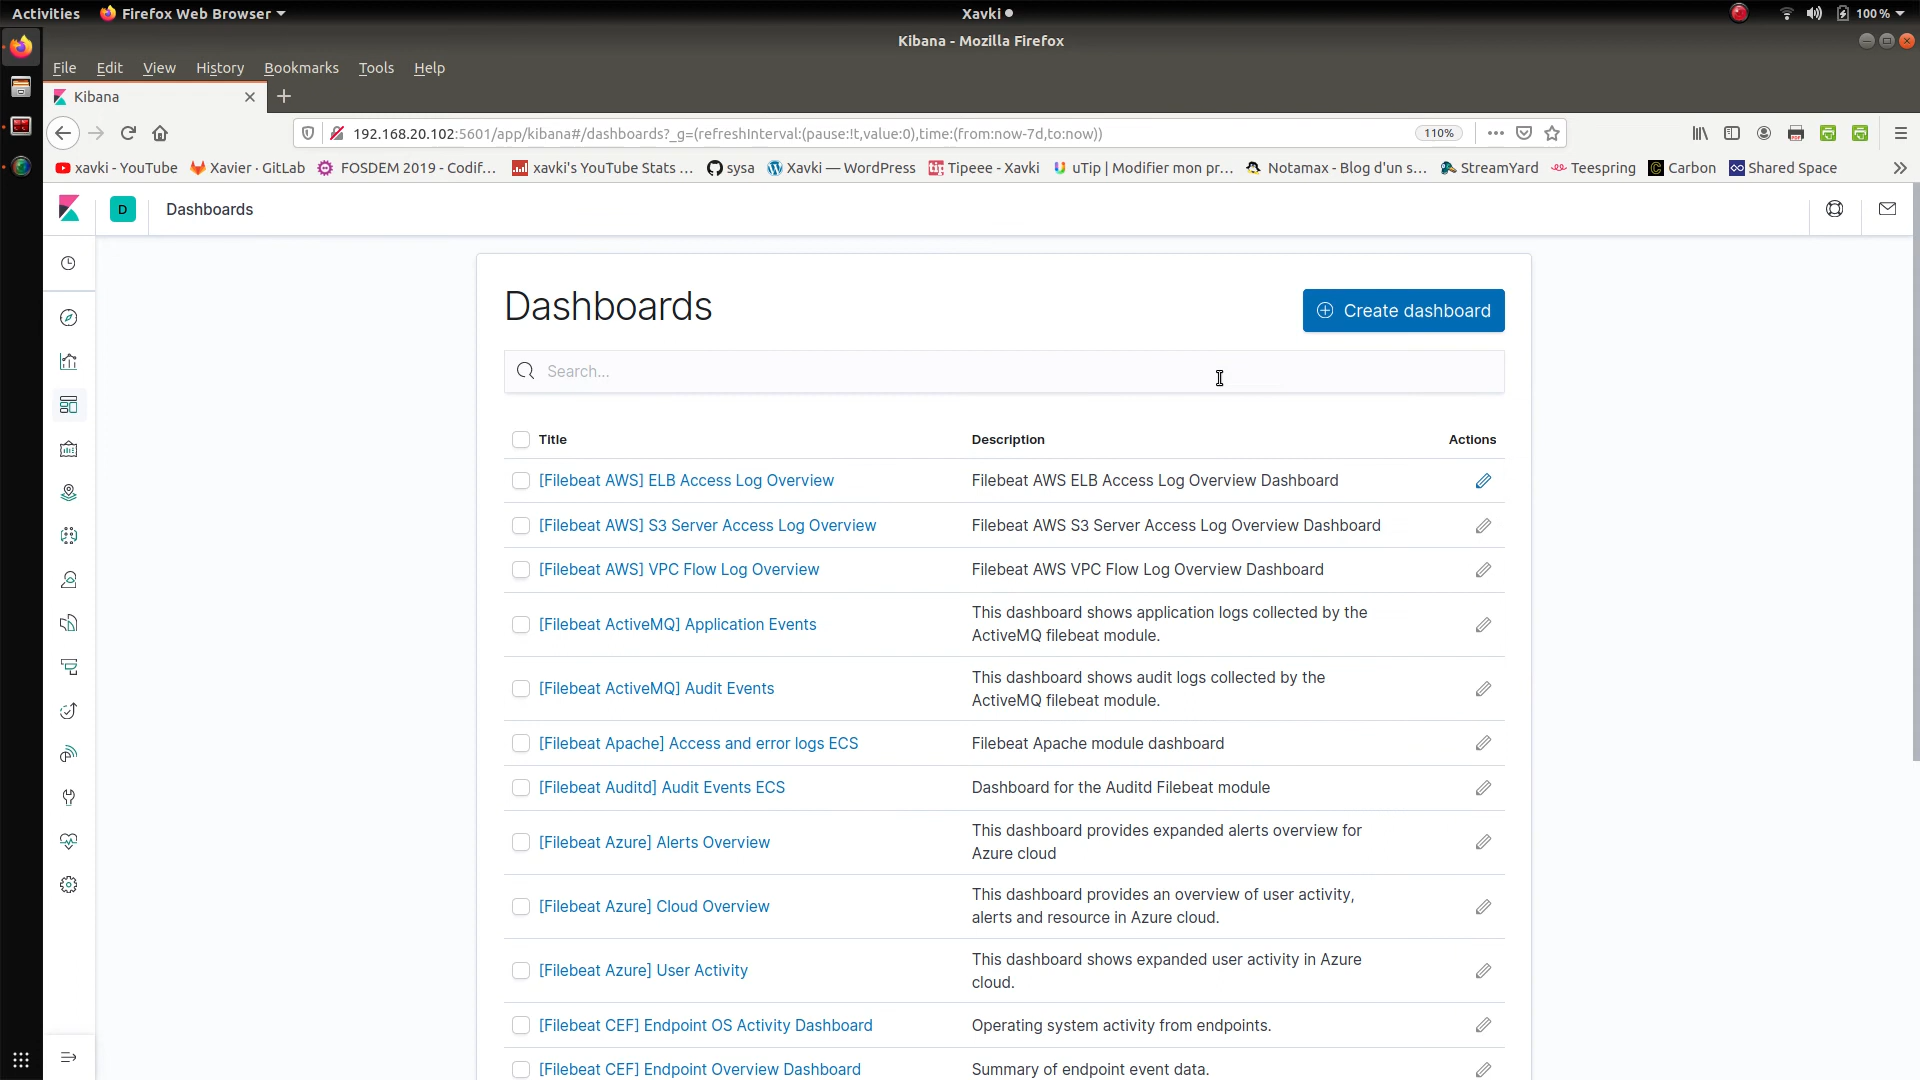 Activities Firefox Web Browser Xavki 100 %
Kibana - Mozilla Firefox
File Edit View History Bookmarks Tools Help
Kibana
192.168.20.102:5601/app/kibana#/dashboards?_g=(refreshInterval:(pause:!t,value:0),time:(from:now-7d,to:now)) 110%
xavki - YouTube Xavier · GitLab FOSDEM 2019 - Codif… xavki's YouTube Stats … sysa Xavki — WordPress Tipeee - Xavki uTip | Modifier mon pr… Notamax - Blog d'un s… StreamYard Teespring Carbon Shared Space
D Dashboards
Dashboards
Create dashboard
Search...
Title Description Actions
[Filebeat AWS] ELB Access Log Overview Filebeat AWS ELB Access Log Overview Dashboard
[Filebeat AWS] S3 Server Access Log Overview Filebeat AWS S3 Server Access Log Overview Dashboard
[Filebeat AWS] VPC Flow Log Overview Filebeat AWS VPC Flow Log Overview Dashboard
[Filebeat ActiveMQ] Application Events This dashboard shows application logs collected by the
ActiveMQ filebeat module.
[Filebeat ActiveMQ] Audit Events This dashboard shows audit logs collected by the
ActiveMQ filebeat module.
[Filebeat Apache] Access and error logs ECS Filebeat Apache module dashboard
[Filebeat Auditd] Audit Events ECS Dashboard for the Auditd Filebeat module
[Filebeat Azure] Alerts Overview This dashboard provides expanded alerts overview for
Azure cloud
[Filebeat Azure] Cloud Overview This dashboard provides an overview of user activity,
alerts and resource in Azure cloud.
[Filebeat Azure] User Activity This dashboard shows expanded user activity in Azure
cloud.
[Filebeat CEF] Endpoint OS Activity Dashboard Operating system activity from endpoints.
[Filebeat CEF] Endpoint Overview Dashboard Summary of endpoint event data.